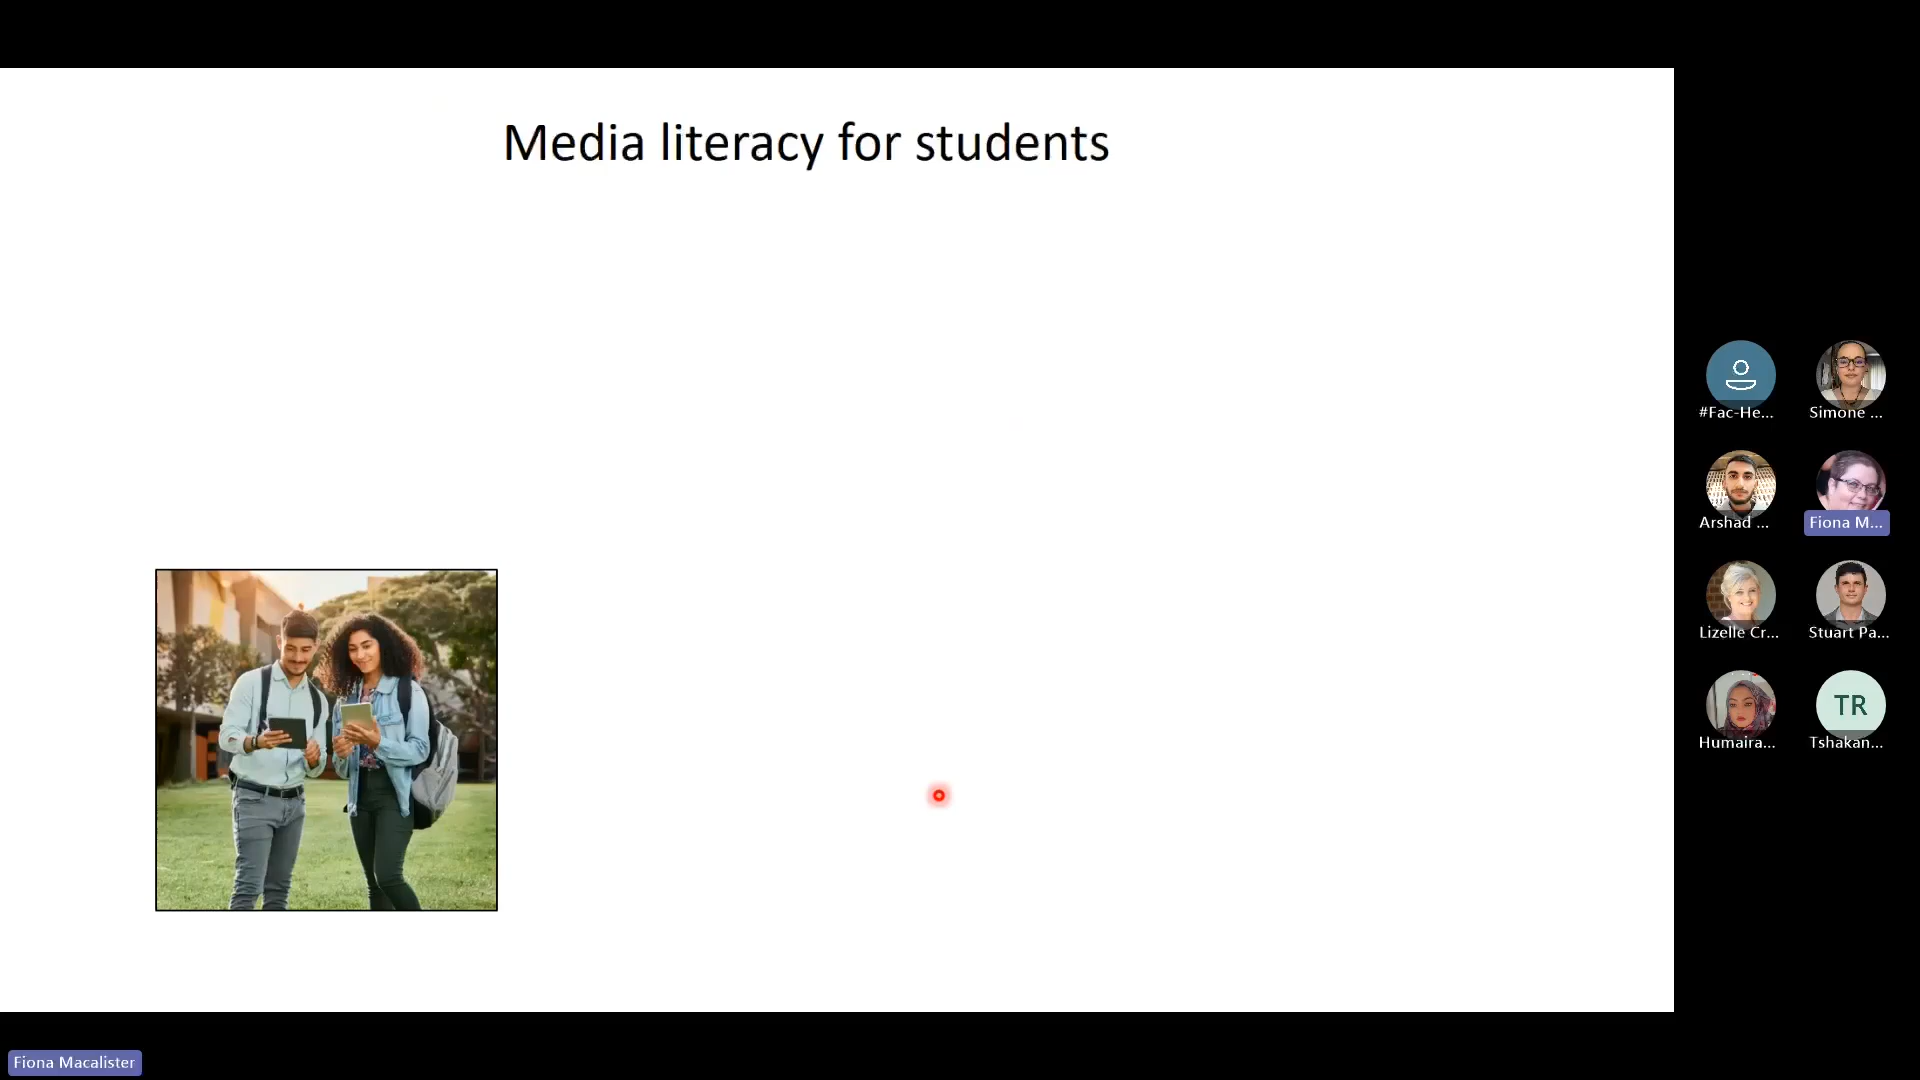 Media literacy for students
#Fac-He...
Simone ...
Arshad ...
Fiona M...
Lizelle Cr...
Stuart Pa...
Humaira...
TR
Tshakan...
Fiona Macalister